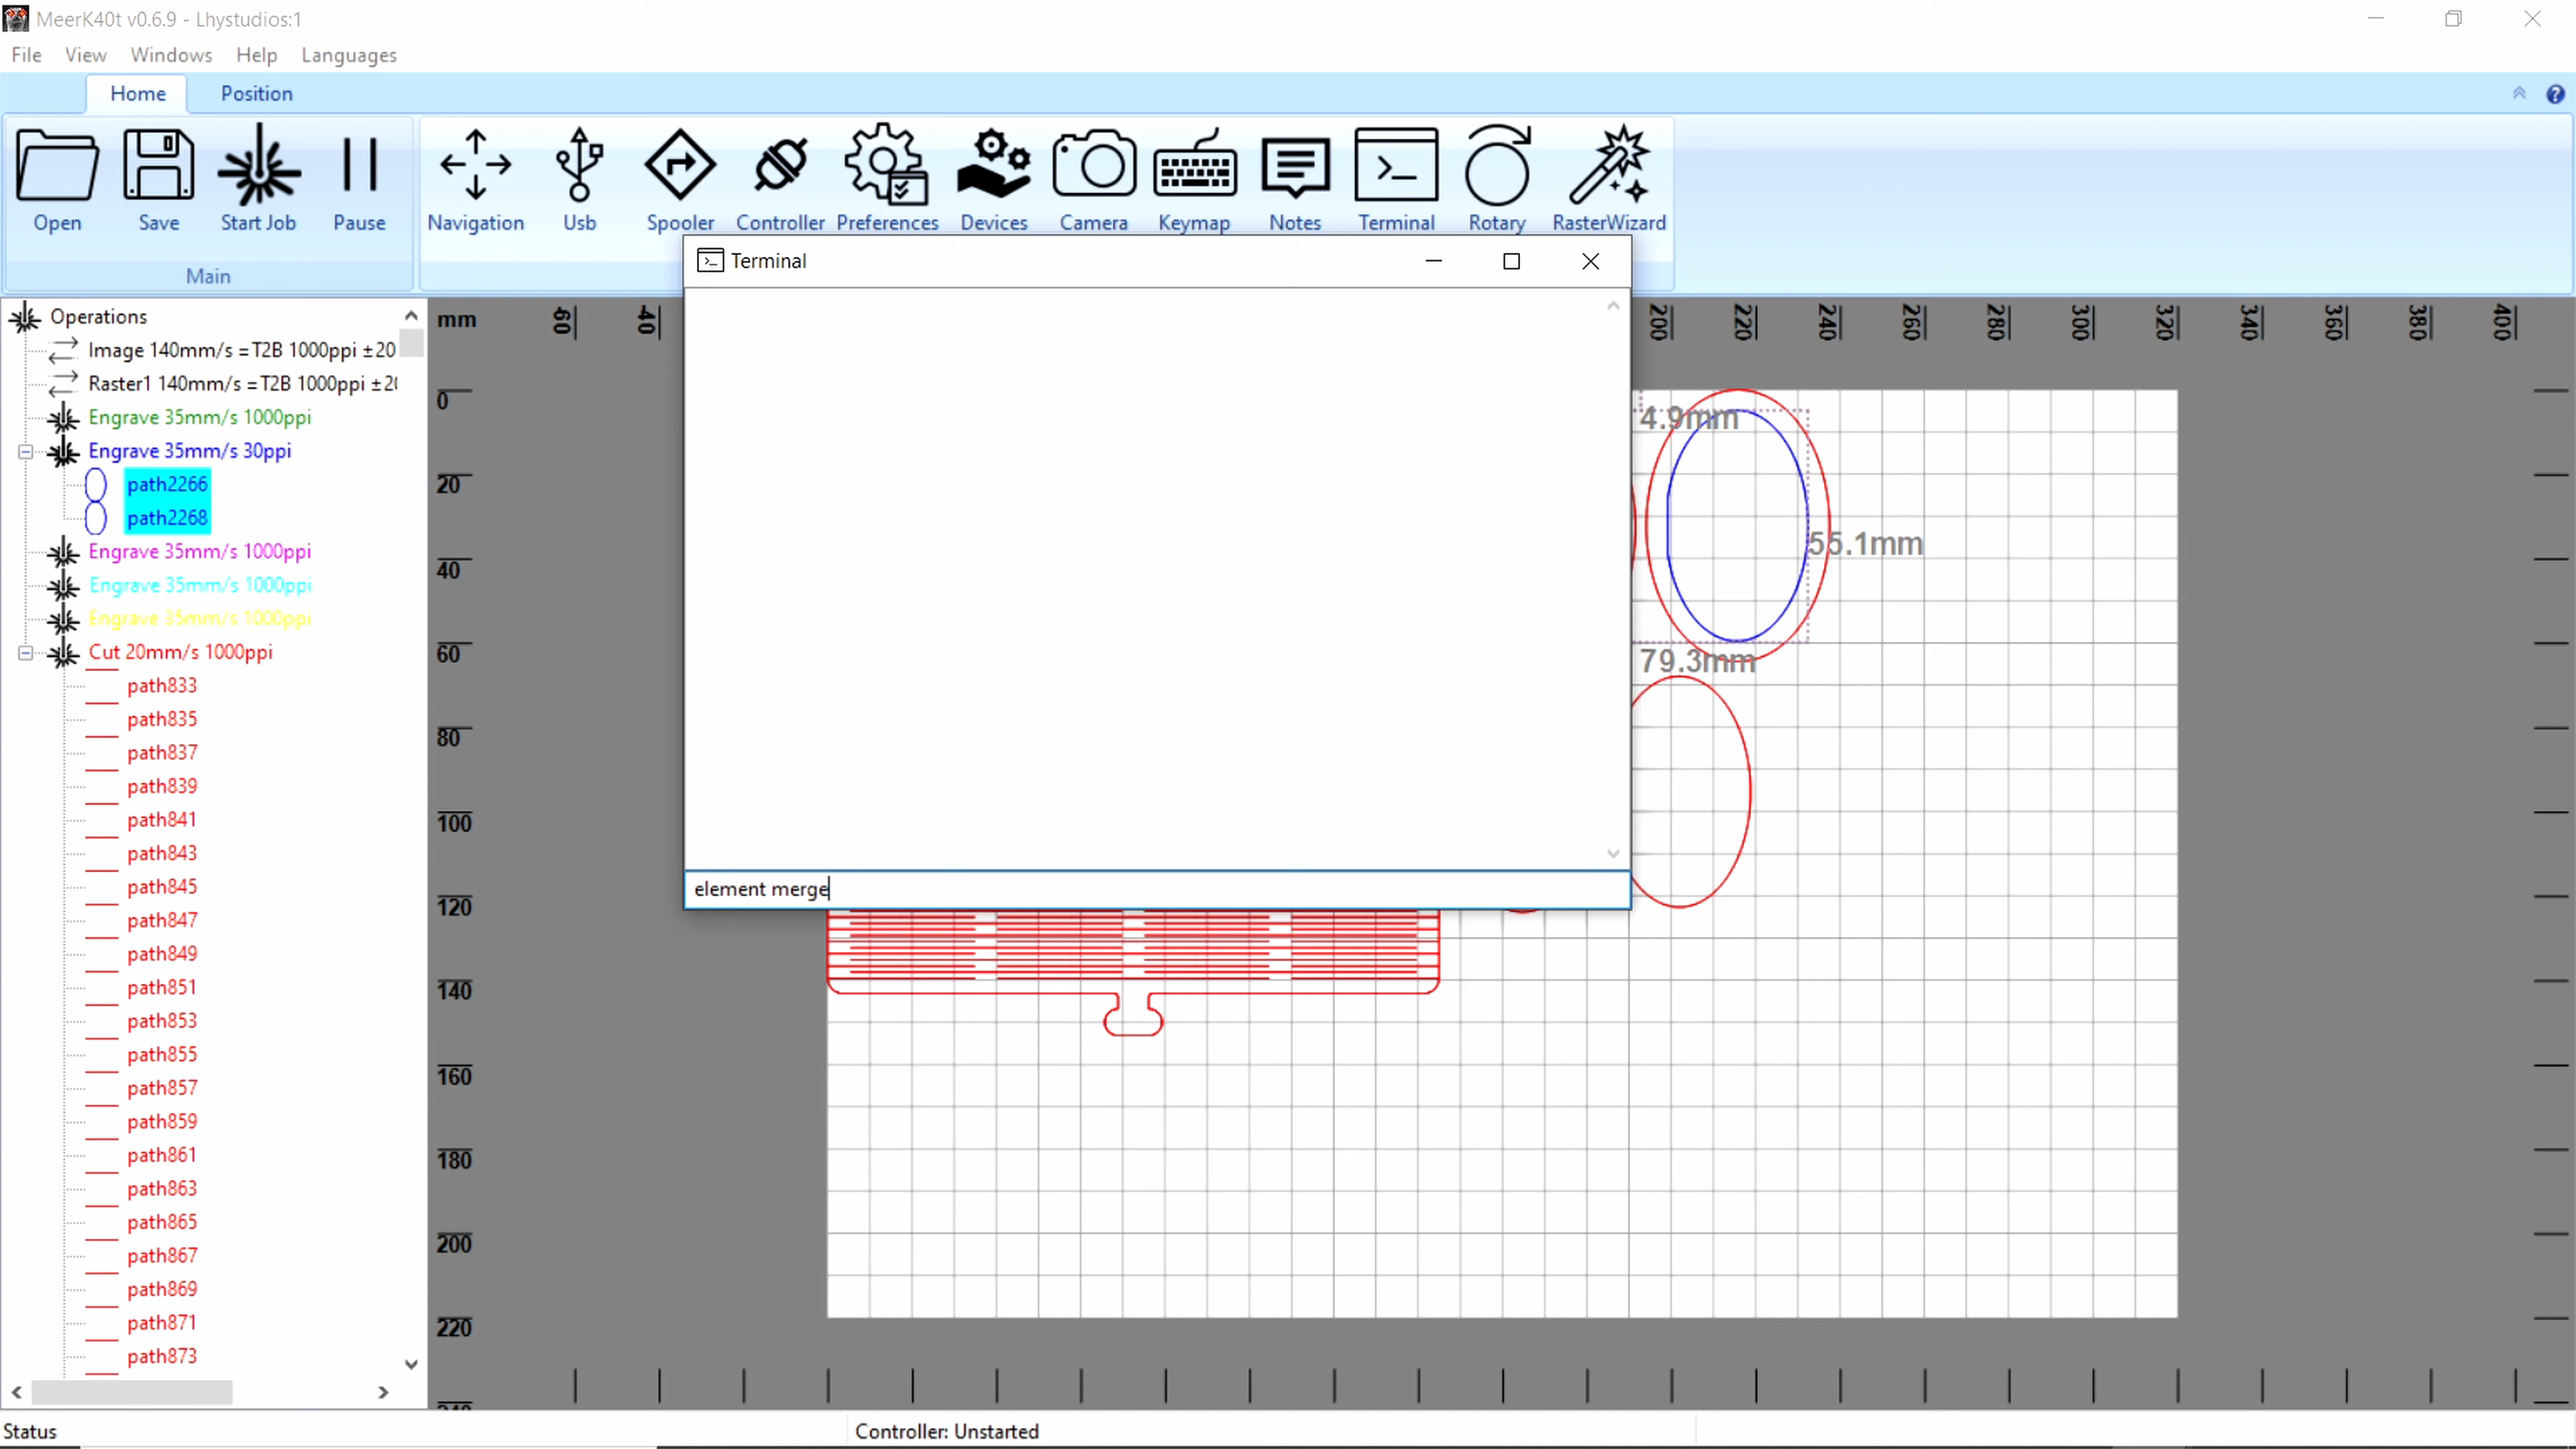 MeerK40t v0.6.9 - Lhystudios:1
File View Windows Help Languages
Home Position
Open Save Start Job Pause Navigation Usb Spooler Controller Preferences Devices Camera Keymap Notes Terminal Rotary RasterWizard
Main
Terminal
element merge
Operations
Image 140mm/s =T2B 1000ppi ±20
Raster1 140mm/s =T2B 1000ppi ±2
Engrave 35mm/s 1000ppi
Engrave 35mm/s 30ppi
path2266
path2268
Engrave 35mm/s 1000ppi
Engrave 35mm/s 1000ppi
Engrave 35mm/s 1000ppi
Cut 20mm/s 1000ppi
path833
path835
path837
path839
path841
path843
path845
path847
path849
path851
path853
path855
path857
path859
path861
path863
path865
path867
path869
path871
path873
mm
60 40 200 220 240 260 280 300 320 340 360 380 400
0
20
40
60
80
100
120
140
160
180
200
220
4.9mm
55.1mm
79.3mm
Status
Controller: Unstarted